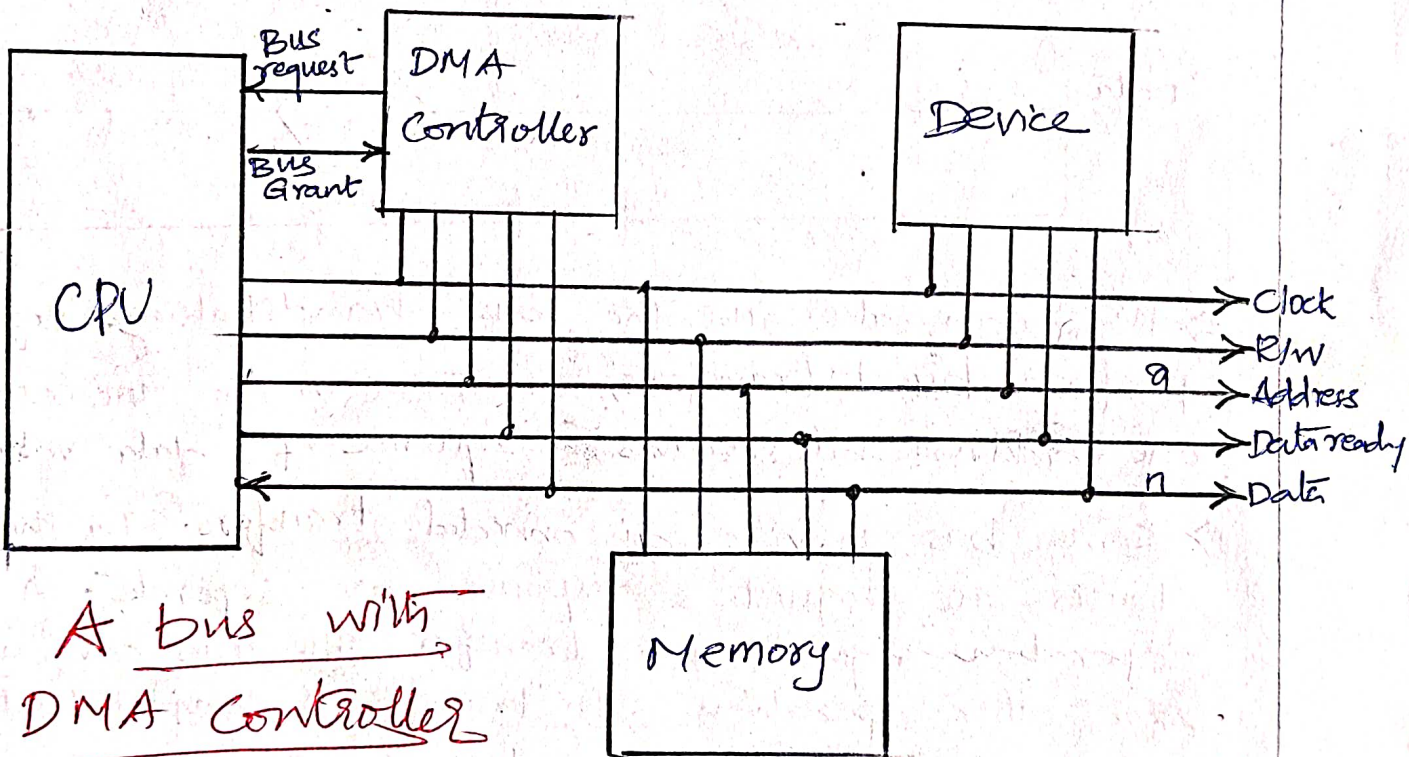 Bus
request
DMA
Controller
Device
Bus
Grant
CPU
Clock
R/W
a
Address
Data ready
n
Data
Memory
A bus with
DMA Controller